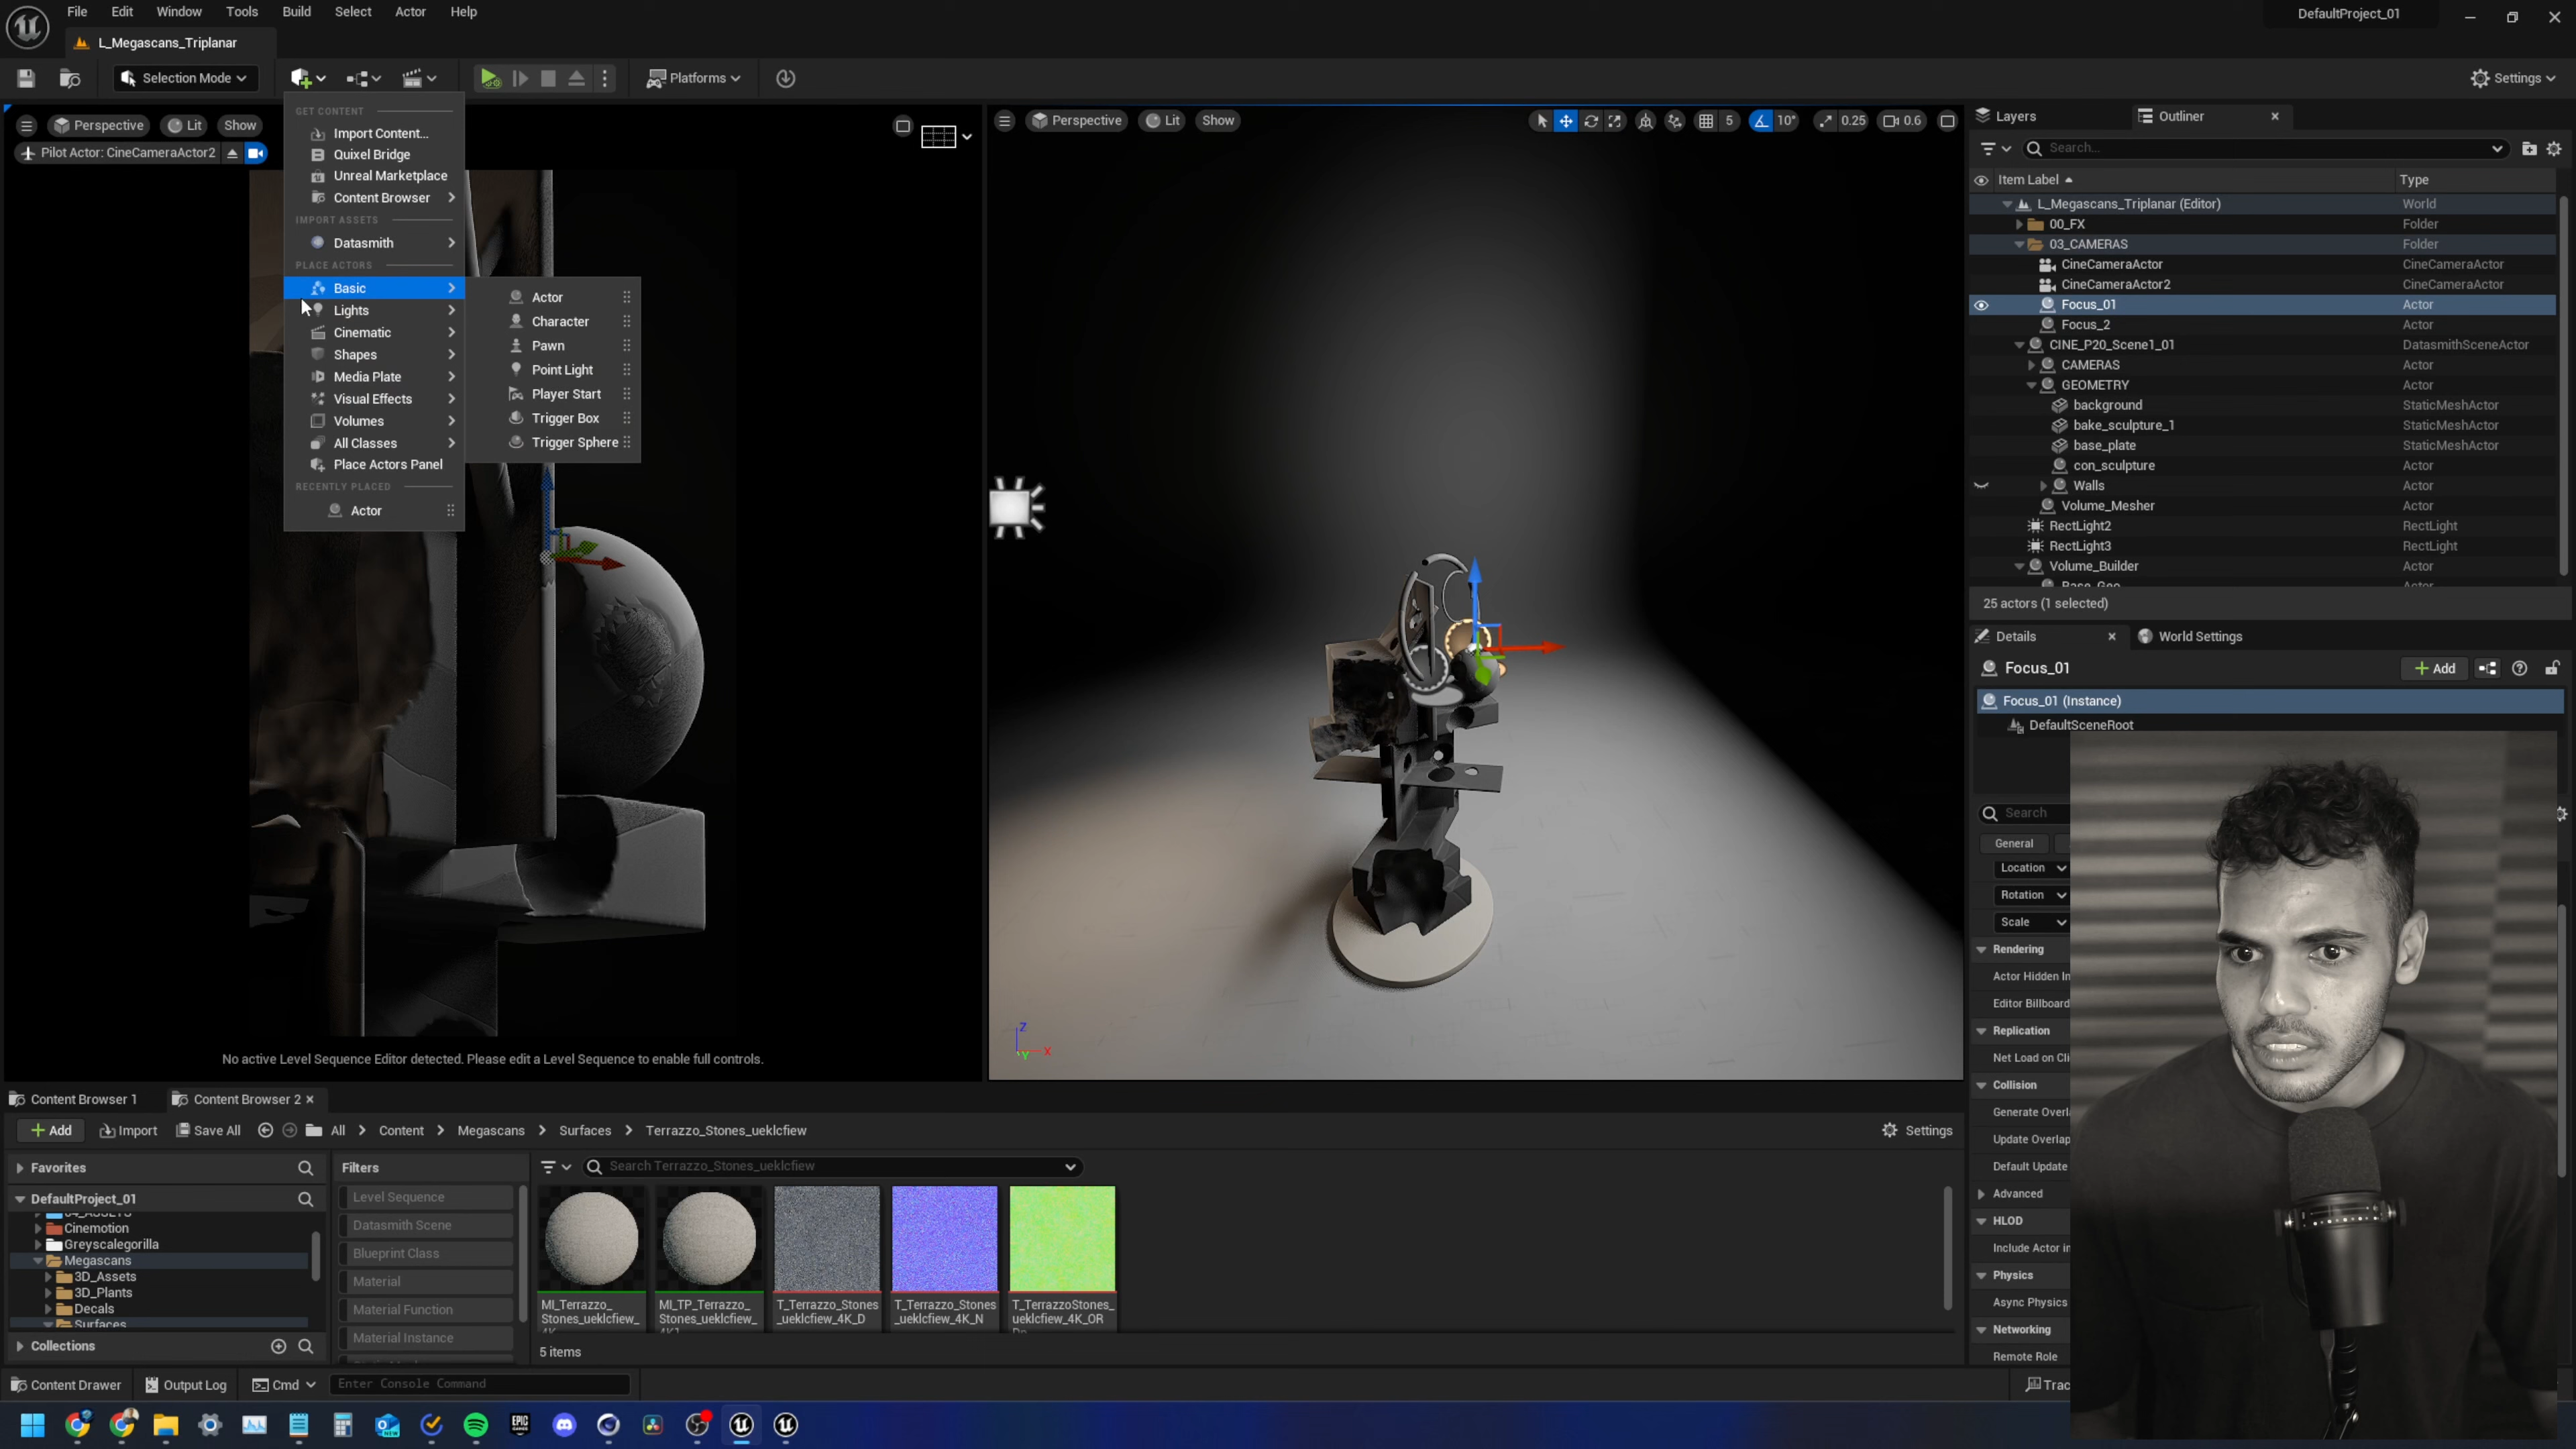 File Edit Window Tools Build Select Actor Help
DefaultProject_01
L_Megascans_Triplanar
Selection Mode
Platforms
Settings
Perspective Lit Show
Pilot Actor: CineCameraActor2
GET CONTENT
Import Content...
Quixel Bridge
Unreal Marketplace
Content Browser
IMPORT ASSETS
Datasmith
PLACE ACTORS
Basic
Lights
Cinematic
Shapes
Media Plate
Visual Effects
Volumes
All Classes
Place Actors Panel
RECENTLY PLACED
Actor
Actor
Character
Pawn
Point Light
Player Start
Trigger Box
Trigger Sphere
No active Level Sequence Editor detected. Please edit a Level Sequence to enable full controls.
Perspective Lit Show
5 10° 0.25 0.6
Z
X
Y
Layers Outliner
Search...
Item Label Type
L_Megascans_Triplanar (Editor) World
00_FX Folder
03_CAMERAS Folder
CineCameraActor CineCameraActor
CineCameraActor2 CineCameraActor
Focus_01 Actor
Focus_2 Actor
CINE_P20_Scene1_01 DatasmithSceneActor
CAMERAS Actor
GEOMETRY Actor
background StaticMeshActor
bake_sculpture_1 StaticMeshActor
base_plate StaticMeshActor
con_sculpture Actor
Walls Actor
Volume_Mesher Actor
RectLight2 RectLight
RectLight3 RectLight
Volume_Builder Actor
Base_Geo Actor
25 actors (1 selected)
Details World Settings
Focus_01 Add
Focus_01 (Instance)
DefaultSceneRoot
Search
General
Location
Rotation
Scale
Rendering
Actor Hidden In
Editor Billboard
Replication
Net Load on Cli
Collision
Generate Overl
Update Overlap
Default Update
Advanced
HLOD
Include Actor in
Physics
Async Physics
Networking
Remote Role
Trac
Content Browser 1 Content Browser 2
Add Import Save All All Content Megascans Surfaces Terrazzo_Stones_ueklcfiew Settings
Favorites
DefaultProject_01
04_ASSETS
Cinemotion
Greyscalegorilla
Megascans
3D_Assets
3D_Plants
Decals
Surfaces
Collections
Filters
Level Sequence
Datasmith Scene
Blueprint Class
Material
Material Function
Material Instance
Search Terrazzo_Stones_ueklcfiew
MI_Terrazzo_
Stones_ueklcfiew_
4K
MI_TP_Terrazzo_
Stones_ueklcfiew_
4K1
T_Terrazzo_Stones
_ueklcfiew_4K_D
T_Terrazzo_Stones
_ueklcfiew_4K_N
T_TerrazzoStones_
ueklcfiew_4K_OR
Dp
5 items
Content Drawer Output Log Cmd Enter Console Command
EPIC GAMES
NEW